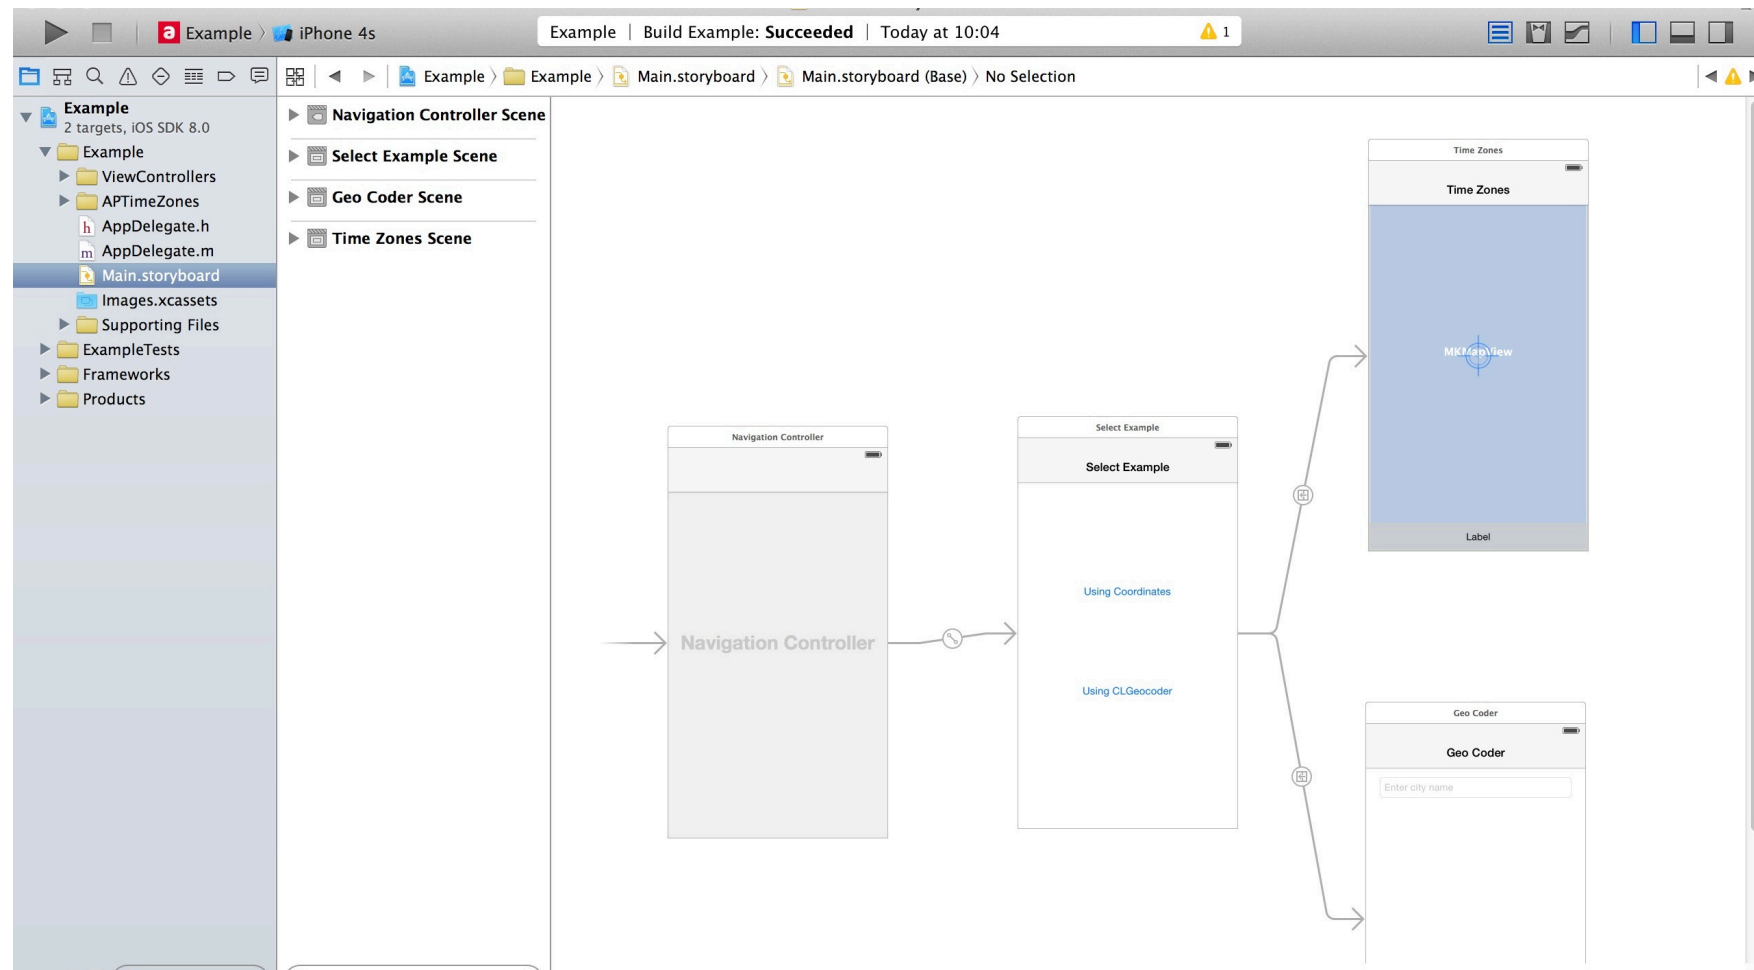 Example 〉 iPhone 4s
Example | Build Example: Succeeded | Today at 10:04
1
Example 〉 Example 〉 Main.storyboard 〉 Main.storyboard (Base) 〉 No Selection
Example
2 targets, iOS SDK 8.0
Example
ViewControllers
APTimeZones
h AppDelegate.h
m AppDelegate.m
Main.storyboard
Images.xcassets
Supporting Files
ExampleTests
Frameworks
Products
Navigation Controller Scene
Select Example Scene
Geo Coder Scene
Time Zones Scene
Navigation Controller
Navigation Controller
Select Example
Select Example
Using Coordinates
Using CLGeocoder
Time Zones
Time Zones
MKMapView
Label
Geo Coder
Geo Coder
Enter city name